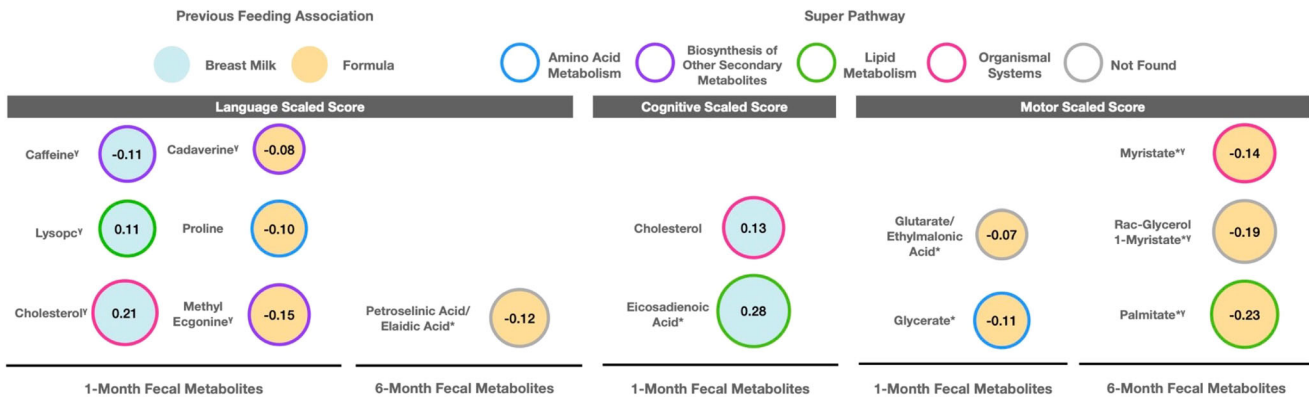 Previous Feeding Association
Super Pathway
Breast Milk
Formula
Amino Acid
Metabolism
Biosynthesis of
Other Secondary
Metabolites
Lipid
Metabolism
Organismal
Systems
Not Found
Language Scaled Score
Cognitive Scaled Score
Motor Scaled Score
Caffeine^γ
-0.11
Cadaverine^γ
-0.08
Lysopc^γ
0.11
Proline
-0.10
Cholesterol^γ
0.21
Methyl
Ecgonine^γ
-0.15
Petroselinic Acid/
Elaidic Acid*
-0.12
Cholesterol
0.13
Eicosadienoic
Acid*
0.28
Glutarate/
Ethylmalonic
Acid*
-0.07
Glycerate*
-0.11
Myristate*^γ
-0.14
Rac-Glycerol
1-Myristate*^γ
-0.19
Palmitate*^γ
-0.23
1-Month Fecal Metabolites
6-Month Fecal Metabolites
1-Month Fecal Metabolites
1-Month Fecal Metabolites
6-Month Fecal Metabolites